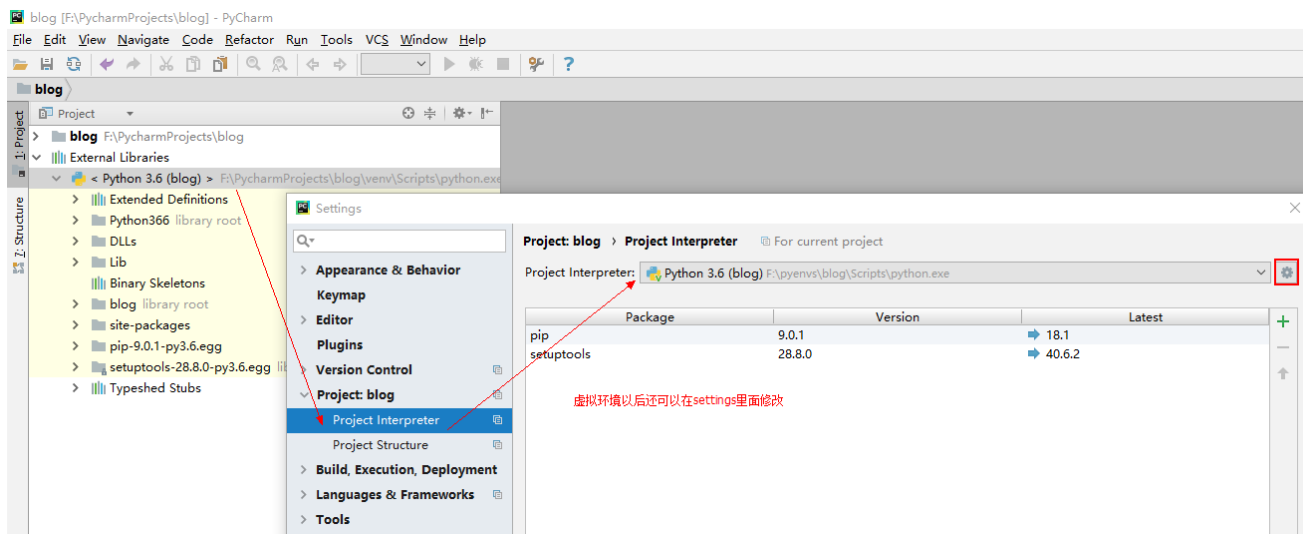 blog [F:\PycharmProjects\blog] - PyCharm
File Edit View Navigate Code Refactor Run Tools VCS Window Help
blog
1: Project
Z: Structure
Project
blog F:\PycharmProjects\blog
External Libraries
< Python 3.6 (blog) > F:\PycharmProjects\blog\venv\Scripts\python.exe
Extended Definitions
Python366 library root
DLLs
Lib
Binary Skeletons
blog library root
site-packages
pip-9.0.1-py3.6.egg
setuptools-28.8.0-py3.6.egg
Typeshed Stubs
Settings
Appearance & Behavior
Keymap
Editor
Plugins
Version Control
Project: blog
Project Interpreter
Project Structure
Build, Execution, Deployment
Languages & Frameworks
Tools
Project: blog › Project Interpreter For current project
Project Interpreter: Python 3.6 (blog) F:\pyenvs\blog\Scripts\python.exe
Package Version Latest
pip 9.0.1 18.1
setuptools 28.8.0 40.6.2
虚拟环境以后还可以在settings里面修改